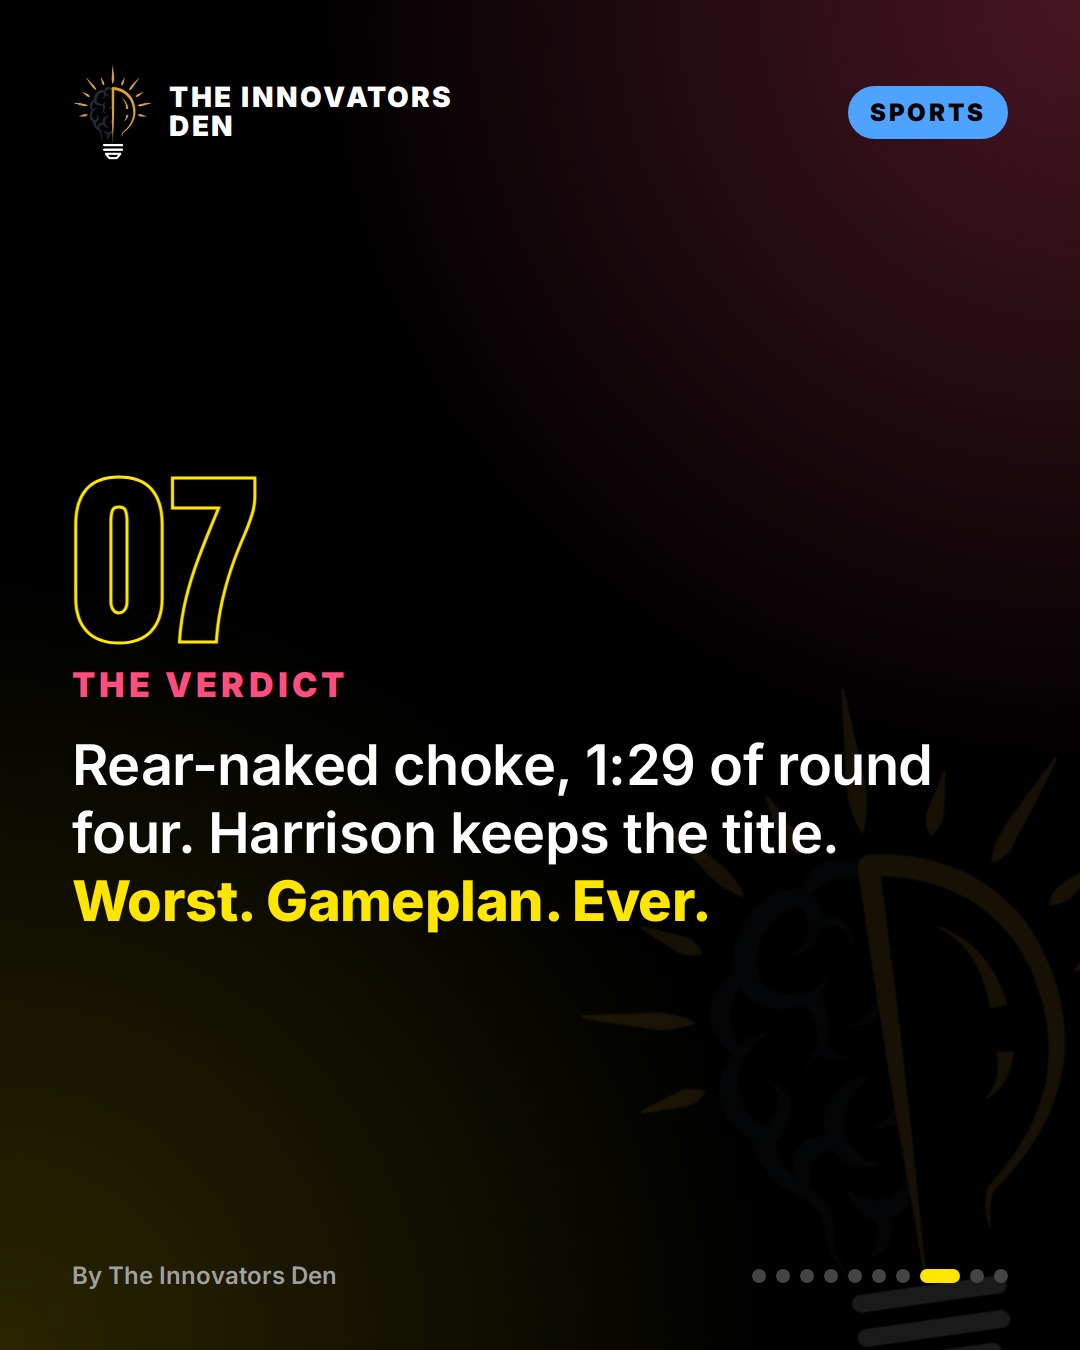 THE INNOVATORS
DEN
SPORTS
07
THE VERDICT
Rear-naked choke, 1:29 of round
four. Harrison keeps the title.
Worst. Gameplan. Ever.
By The Innovators Den